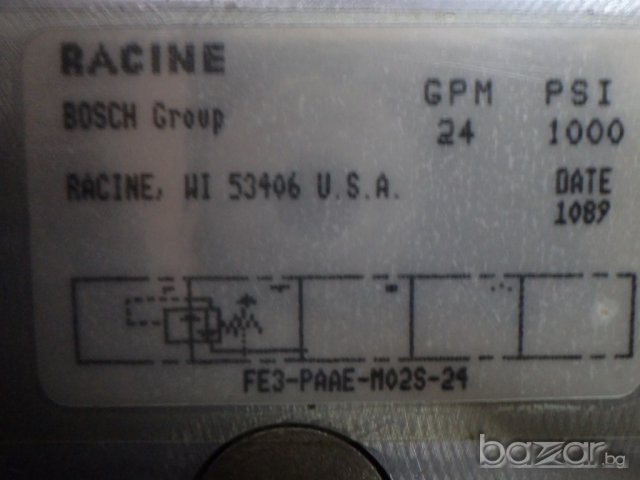 RACINE
BOSCH Group
GPM PSI
24 1000
RACINE, WI 53406 U.S.A.
DATE
1089
FE3-PAAE-M02S-24
bazar.bg